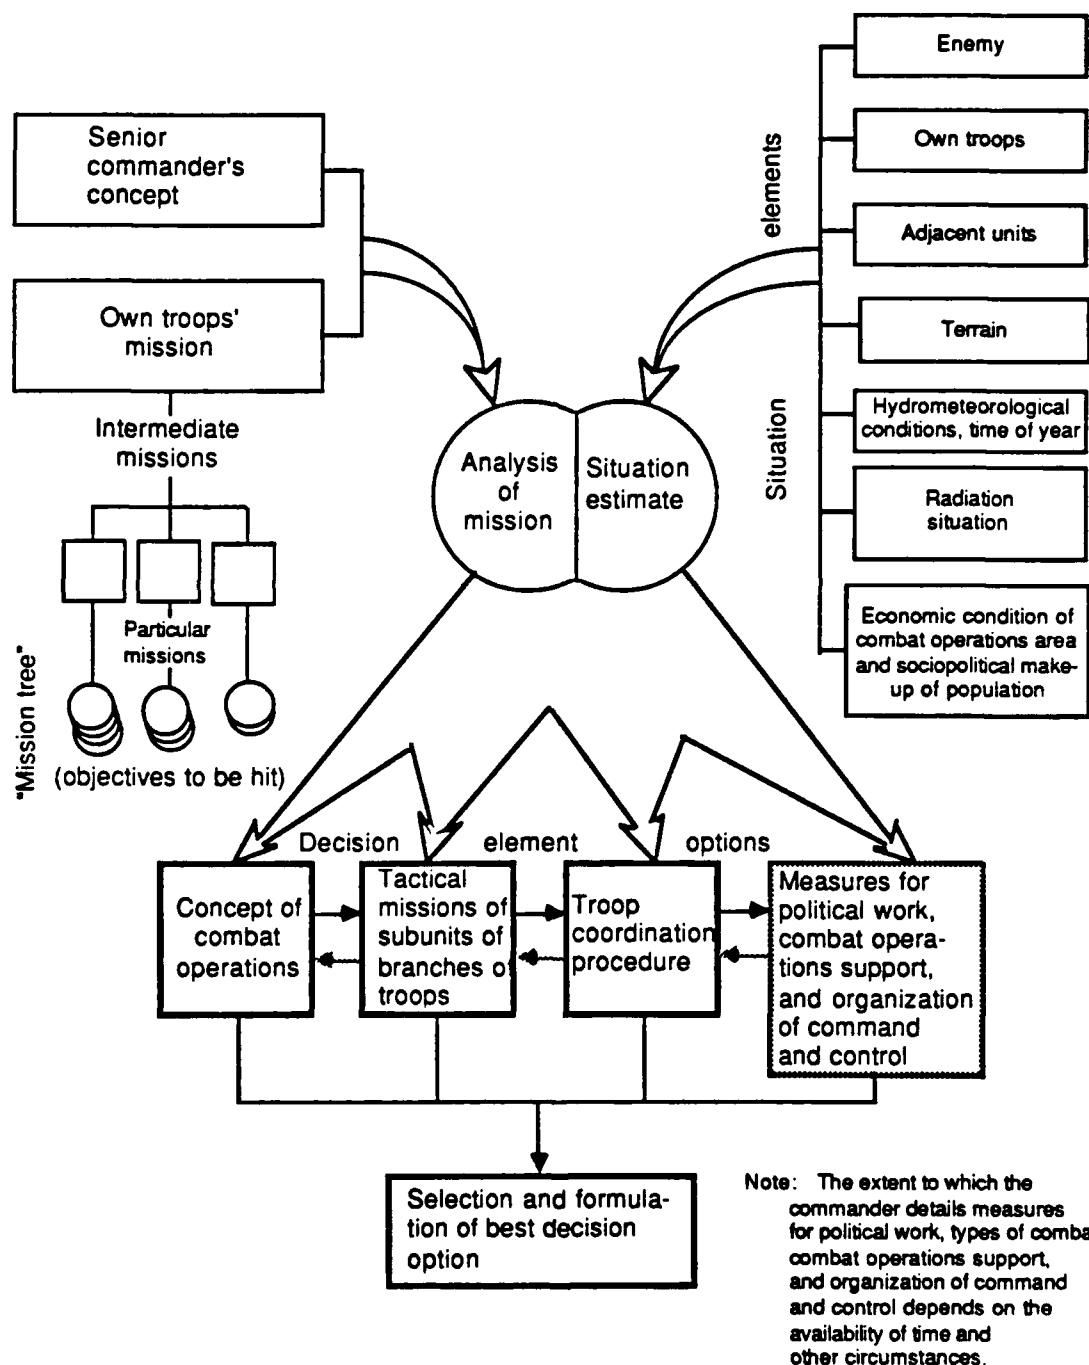 Senior
commander's
concept
Own troops'
mission
Intermediate
missions
Particular
missions
"Mission tree"
(objectives to be hit)
Situation elements
Enemy
Own troops
Adjacent units
Terrain
Hydrometeorological
conditions, time of year
Radiation
situation
Economic condition of
combat operations area
and sociopolitical make-
up of population
Analysis
of
mission
Situation
estimate
Decision element options
Concept of
combat
operations
Tactical
missions of
subunits of
branches of
troops
Troop
coordination
procedure
Measures for
political work,
combat opera-
tions support,
and organization
of command
and control
Selection and formula-
tion of best decision
option
Note: The extent to which the
commander details measures
for political work, types of comba
combat operations support,
and organization of command
and control depends on the
availability of time and
other circumstances.